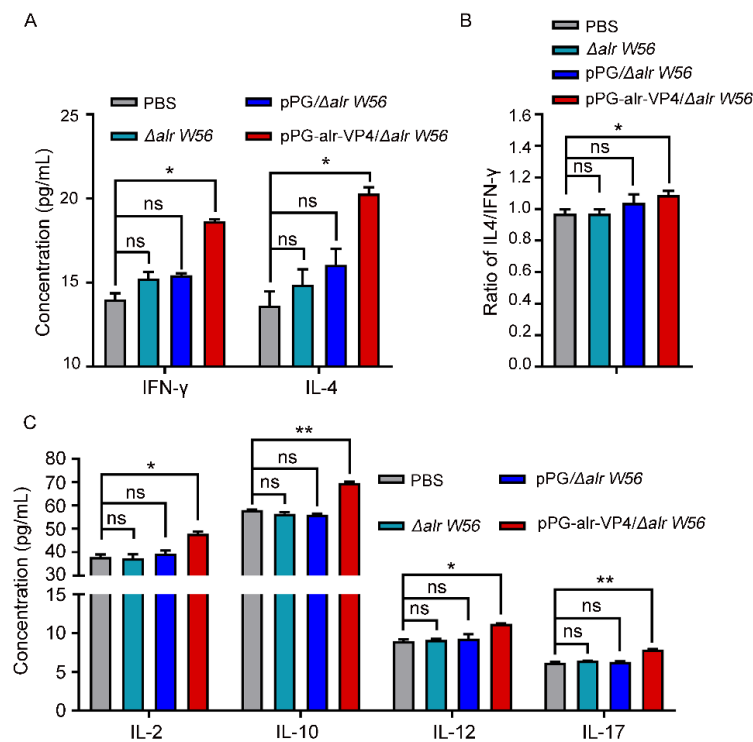 A
PBS
pPG/Δalr W56
Δalr W56
pPG-alr-VP4/Δalr W56
Concentration (pg/mL)
25
20
15
10
*
ns
ns
*
ns
ns
IFN-γ
IL-4
B
PBS
Δalr W56
pPG/Δalr W56
pPG-alr-VP4/Δalr W56
Ratio of IL4/IFN-γ
1.6
1.4
1.2
1.0
0.8
0.6
0.4
0.2
0.0
*
ns
ns
C
PBS
pPG/Δalr W56
Δalr W56
pPG-alr-VP4/Δalr W56
Concentration (pg/mL)
80
70
60
50
40
30
15
10
5
0
*
ns
ns
**
ns
ns
*
ns
ns
**
ns
ns
IL-2
IL-10
IL-12
IL-17